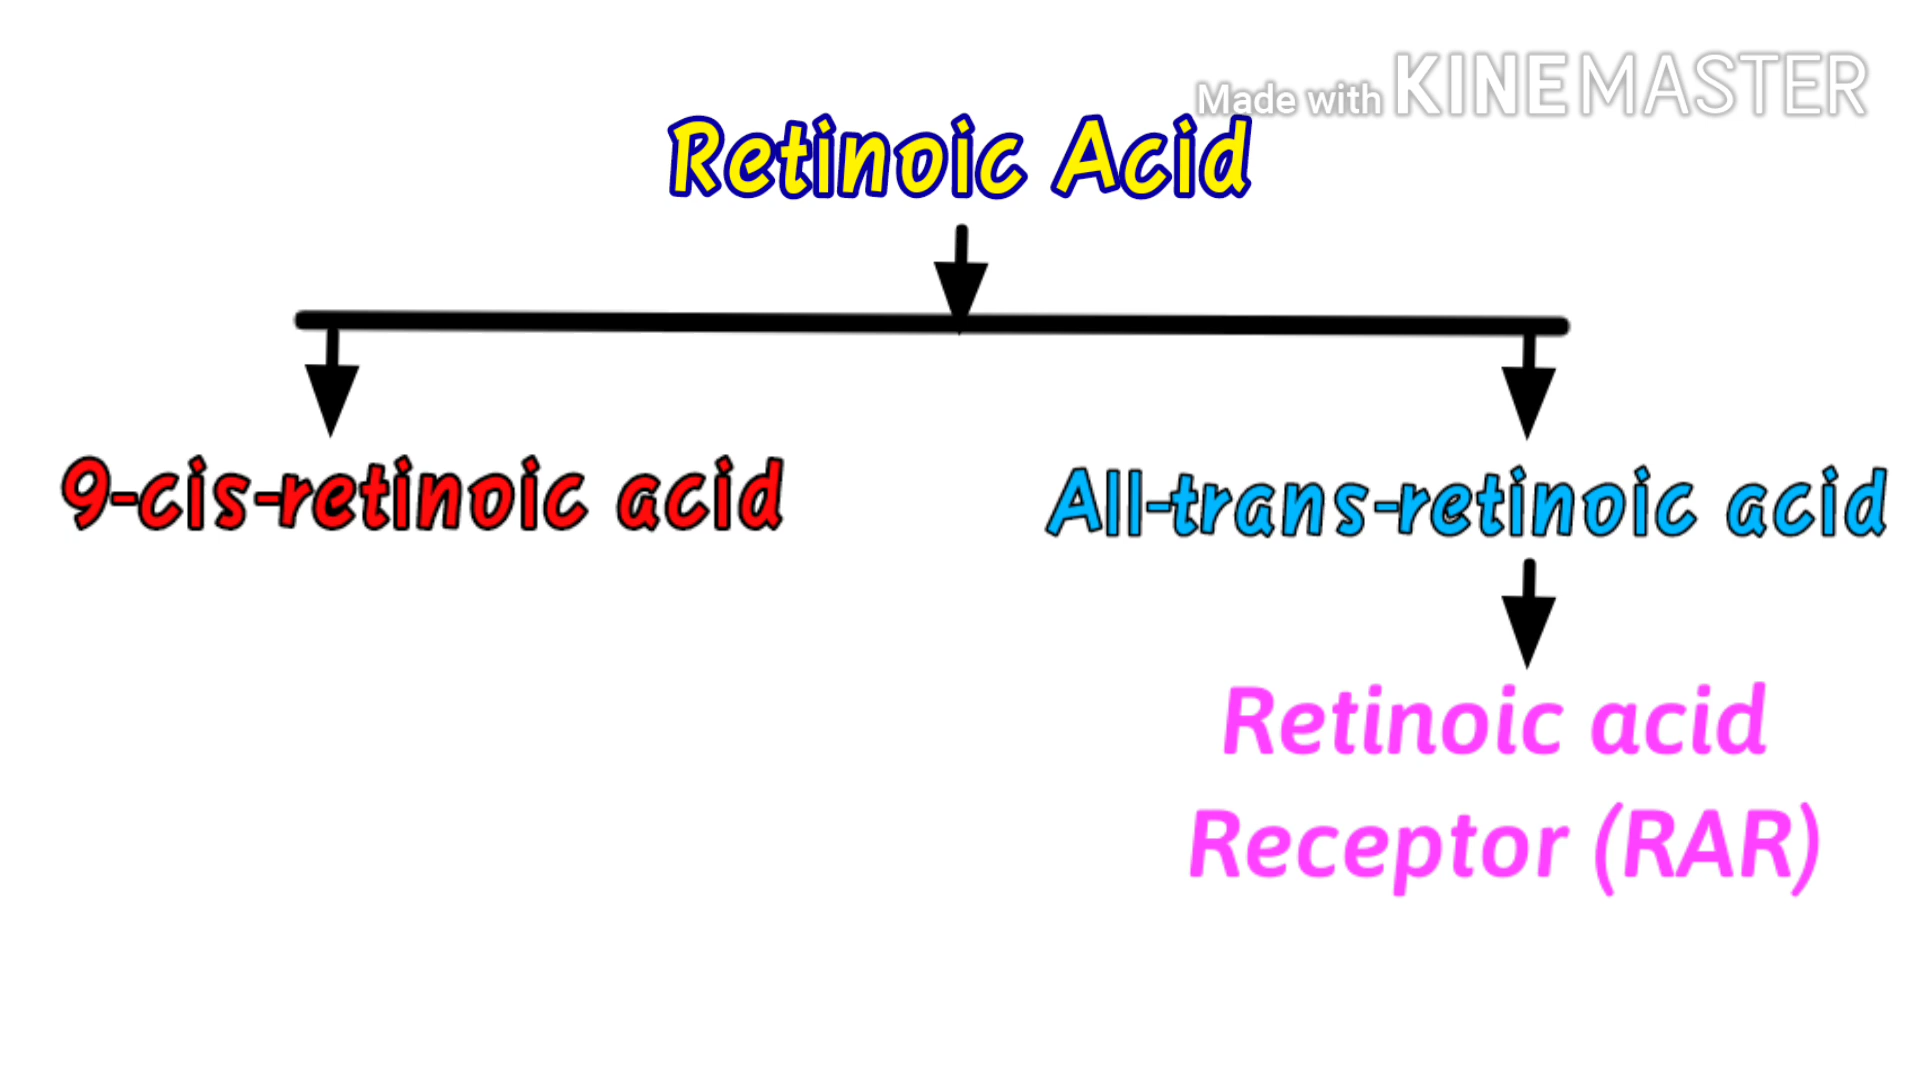 Made with KINEMASTER
Retinoic Acid
9-cis-retinoic acid
All-trans-retinoic acid
Retinoic acid
Receptor (RAR)